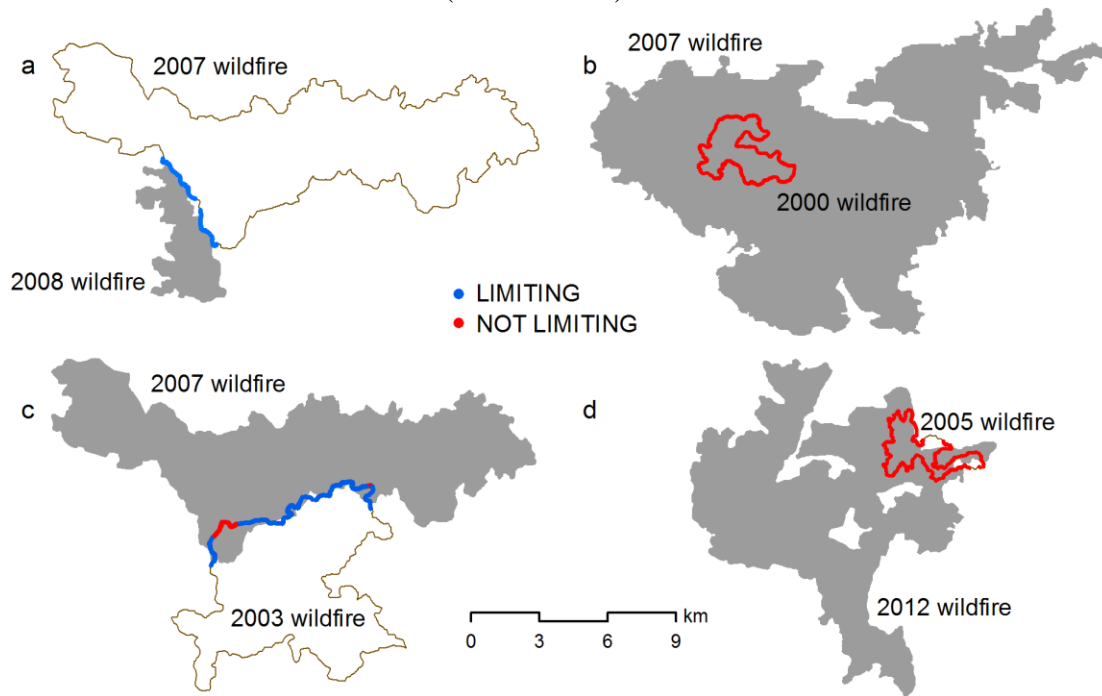 a
2007 wildfire
2008 wildfire
b
2007 wildfire
2000 wildfire
LIMITING
NOT LIMITING
c
2007 wildfire
2003 wildfire
d
2005 wildfire
2012 wildfire
km
0 3 6 9